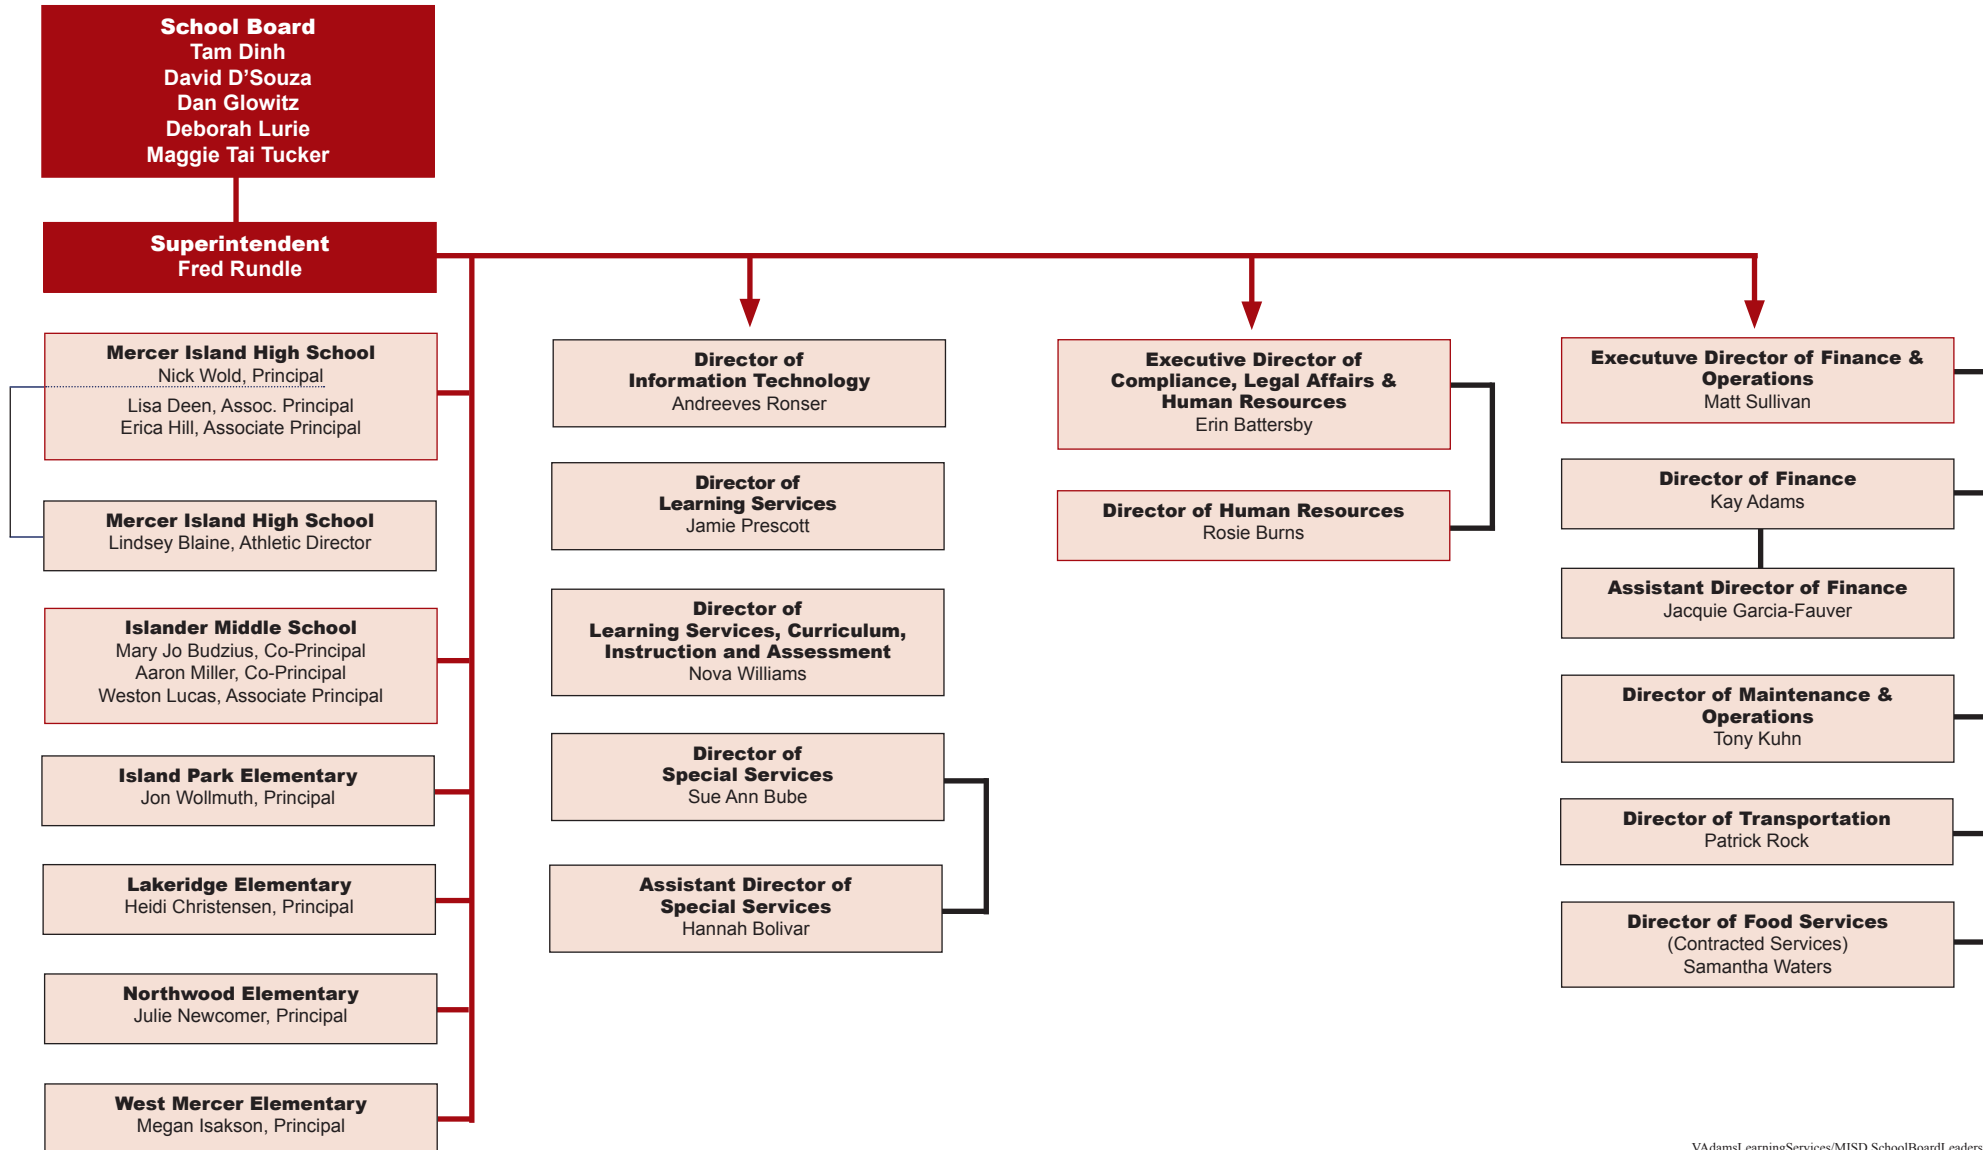 School Board
Tam Dinh
David D’Souza
Dan Glowitz
Deborah Lurie
Maggie Tai Tucker
Superintendent
Fred Rundle
Mercer Island High School
Nick Wold, Principal
Lisa Deen, Assoc. Principal
Erica Hill, Associate Principal
Mercer Island High School
Lindsey Blaine, Athletic Director
Islander Middle School
Mary Jo Budzius, Co-Principal
Aaron Miller, Co-Principal
Weston Lucas, Associate Principal
Island Park Elementary
Jon Wollmuth, Principal
Lakeridge Elementary
Heidi Christensen, Principal
Northwood Elementary
Julie Newcomer, Principal
West Mercer Elementary
Megan Isakson, Principal
Director of
Information Technology
Andreeves Ronser
Director of
Learning Services
Jamie Prescott
Director of
Learning Services, Curriculum,
Instruction and Assessment
Nova Williams
Director of
Special Services
Sue Ann Bube
Assistant Director of
Special Services
Hannah Bolivar
Executive Director of
Compliance, Legal Affairs &
Human Resources
Erin Battersby
Director of Human Resources
Rosie Burns
Executuve Director of Finance &
Operations
Matt Sullivan
Director of Finance
Kay Adams
Assistant Director of Finance
Jacquie Garcia-Fauver
Director of Maintenance &
Operations
Tony Kuhn
Director of Transportation
Patrick Rock
Director of Food Services
(Contracted Services)
Samantha Waters
VAdamsLearningServices/MISD SchoolBoardLeaders